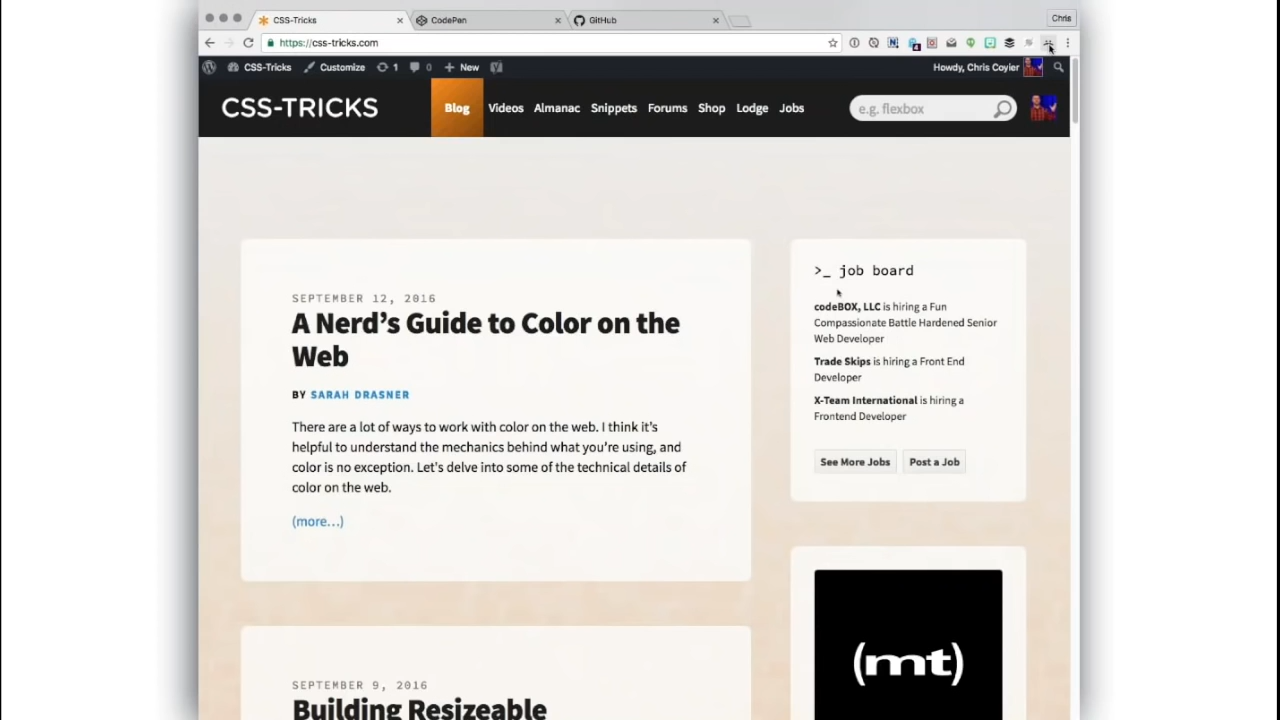 CSS-Tricks
CodePen
GitHub
Chris
https://css-tricks.com
4
CSS-Tricks
Customize
1
0
New
Howdy, Chris Coyier
CSS-TRICKS
Blog
Videos
Almanac
Snippets
Forums
Shop
Lodge
Jobs
e.g. flexbox
SEPTEMBER 12, 2016
A Nerd’s Guide to Color on the
Web
BY SARAH DRASNER
There are a lot of ways to work with color on the web. I think it’s
helpful to understand the mechanics behind what you’re using, and
color is no exception. Let’s delve into some of the technical details of
color on the web.
(more…)
>_ job board
codeBOX, LLC is hiring a Fun
Compassionate Battle Hardened Senior
Web Developer
Trade Skips is hiring a Front End
Developer
X-Team International is hiring a
Frontend Developer
See More Jobs
Post a Job
(mt)
SEPTEMBER 9, 2016
Building Resizeable